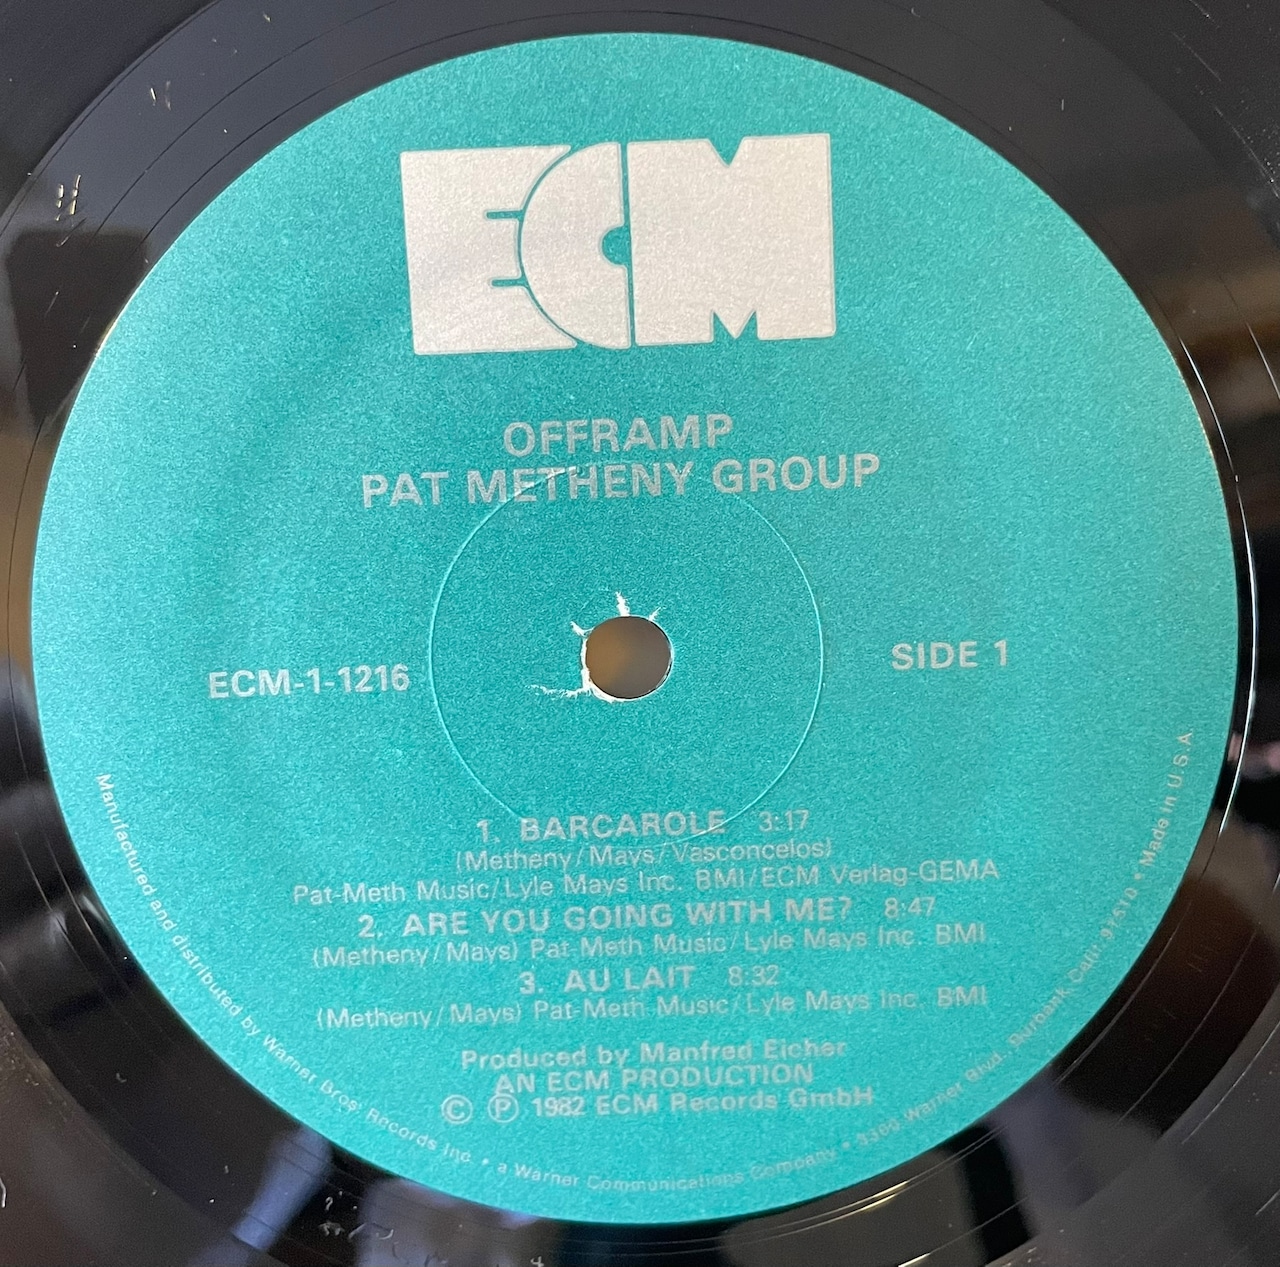 ECM
OFFRAMP
PAT METHENY GROUP
ECM-1-1216
SIDE 1
1. BARCAROLE 3:17
(Metheny/Mays/Vasconcelos)
Pat-Meth Music/Lyle Mays Inc. BMI/ECM Verlag-GEMA
2. ARE YOU GOING WITH ME? 8:47
(Metheny/Mays) Pat-Meth Music/Lyle Mays Inc. BMI
3. AU LAIT 8:32
(Metheny/Mays) Pat-Meth Music/Lyle Mays Inc. BMI
Produced by Manfred Eicher
AN ECM PRODUCTION
© ℗ 1982 ECM Records GmbH
Manufactured and distributed by Warner Bros. Records Inc. • a Warner Communications Company • 3300 Warner Blvd., Burbank, Calif. 91510 • Made in U.S.A.